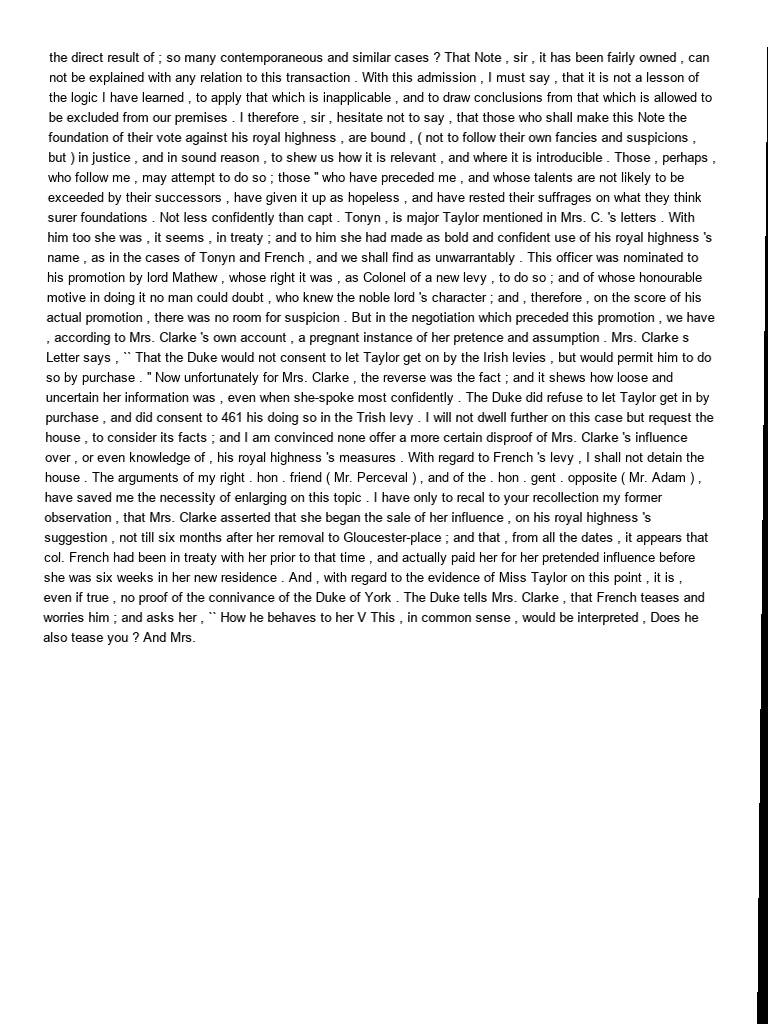 the direct result of ; so many contemporaneous and similar cases ? That Note , sir , it has been fairly owned , can
not be explained with any relation to this transaction . With this admission , I must say , that it is not a lesson of
the logic I have learned , to apply that which is inapplicable , and to draw conclusions from that which is allowed to
be excluded from our premises . I therefore , sir , hesitate not to say , that those who shall make this Note the
foundation of their vote against his royal highness , are bound , ( not to follow their own fancies and suspicions ,
but ) in justice , and in sound reason , to shew us how it is relevant , and where it is introducible . Those , perhaps ,
who follow me , may attempt to do so ; those " who have preceded me , and whose talents are not likely to be
exceeded by their successors , have given it up as hopeless , and have rested their suffrages on what they think
surer foundations . Not less confidently than capt . Tonyn , is major Taylor mentioned in Mrs. C. 's letters . With
him too she was , it seems , in treaty ; and to him she had made as bold and confident use of his royal highness 's
name , as in the cases of Tonyn and French , and we shall find as unwarrantably . This officer was nominated to
his promotion by lord Mathew , whose right it was , as Colonel of a new levy , to do so ; and of whose honourable
motive in doing it no man could doubt , who knew the noble lord 's character ; and , therefore , on the score of his
actual promotion , there was no room for suspicion . But in the negotiation which preceded this promotion , we have
, according to Mrs. Clarke 's own account , a pregnant instance of her pretence and assumption . Mrs. Clarke s
Letter says , `` That the Duke would not consent to let Taylor get on by the Irish levies , but would permit him to do
so by purchase . " Now unfortunately for Mrs. Clarke , the reverse was the fact ; and it shews how loose and
uncertain her information was , even when she-spoke most confidently . The Duke did refuse to let Taylor get in by
purchase , and did consent to 461 his doing so in the Trish levy . I will not dwell further on this case but request the
house , to consider its facts ; and I am convinced none offer a more certain disproof of Mrs. Clarke 's influence
over , or even knowledge of , his royal highness 's measures . With regard to French 's levy , I shall not detain the
house . The arguments of my right . hon . friend ( Mr. Perceval ) , and of the . hon . gent . opposite ( Mr. Adam ) ,
have saved me the necessity of enlarging on this topic . I have only to recal to your recollection my former
observation , that Mrs. Clarke asserted that she began the sale of her influence , on his royal highness 's
suggestion , not till six months after her removal to Gloucester-place ; and that , from all the dates , it appears that
col. French had been in treaty with her prior to that time , and actually paid her for her pretended influence before
she was six weeks in her new residence . And , with regard to the evidence of Miss Taylor on this point , it is ,
even if true , no proof of the connivance of the Duke of York . The Duke tells Mrs. Clarke , that French teases and
worries him ; and asks her , `` How he behaves to her V This , in common sense , would be interpreted , Does he
also tease you ? And Mrs.